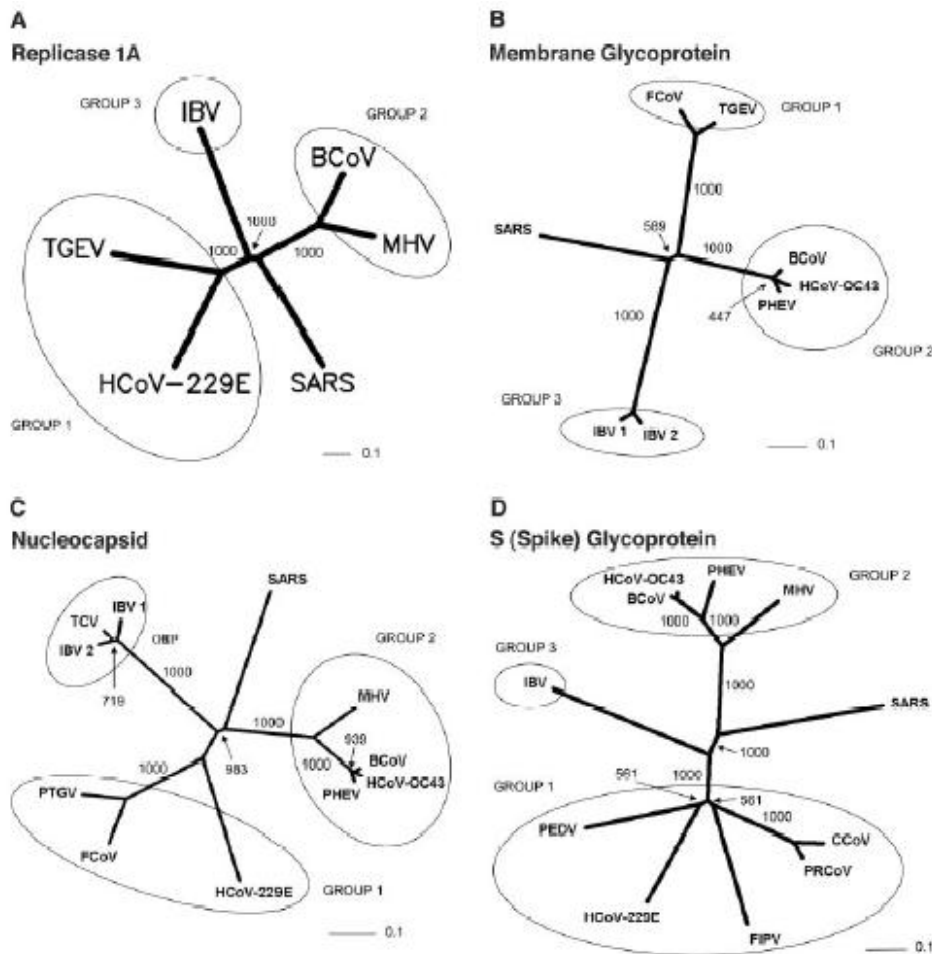 A
Replicase 1A
GROUP 3
IBV
GROUP 2
BCoV
1000
TGEV
1000
1000
MHV
HCoV-229E
SARS
GROUP 1
0.1
B
Membrane Glycoprotein
FCoV
TGEV
GROUP 1
1000
SARS
589
1000
BCoV
HCoV-OC43
PHEV
447
1000
GROUP 2
GROUP 3
IBV 1
IBV 2
0.1
C
Nucleocapsid
SARS
TCV
IBV 1
IBV 2
GROUP 2
1000
719
MHV
1000
939
1000
BCoV
HCoV-OC43
PHEV
983
1000
PTGV
FCoV
HCoV-229E
GROUP 1
0.1
D
S (Spike) Glycoprotein
HCoV-OC43
PHEV
GROUP 2
BCoV
MHV
1000
1000
GROUP 3
IBV
1000
SARS
1000
561
1000
GROUP 1
561
1000
PEDV
CCoV
PRCoV
HCoV-229E
FIPV
0.1